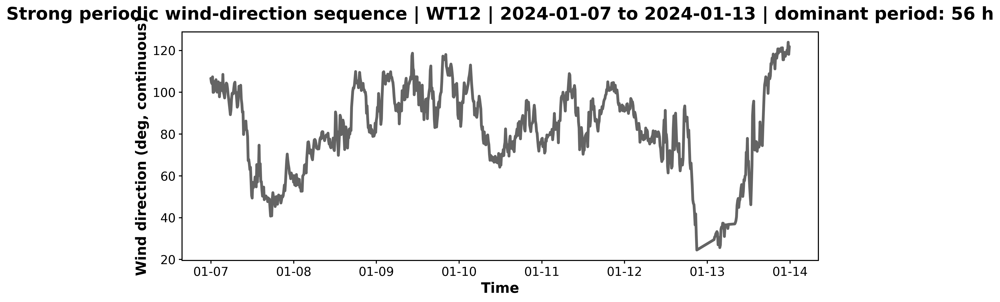 Strong periodic wind-direction sequence | WT12 | 2024-01-07 to 2024-01-13 | dominant period: 56 h
Wind direction (deg, continuous)
120
100
80
60
40
20
01-07 01-08 01-09 01-10 01-11 01-12 01-13 01-14
Time